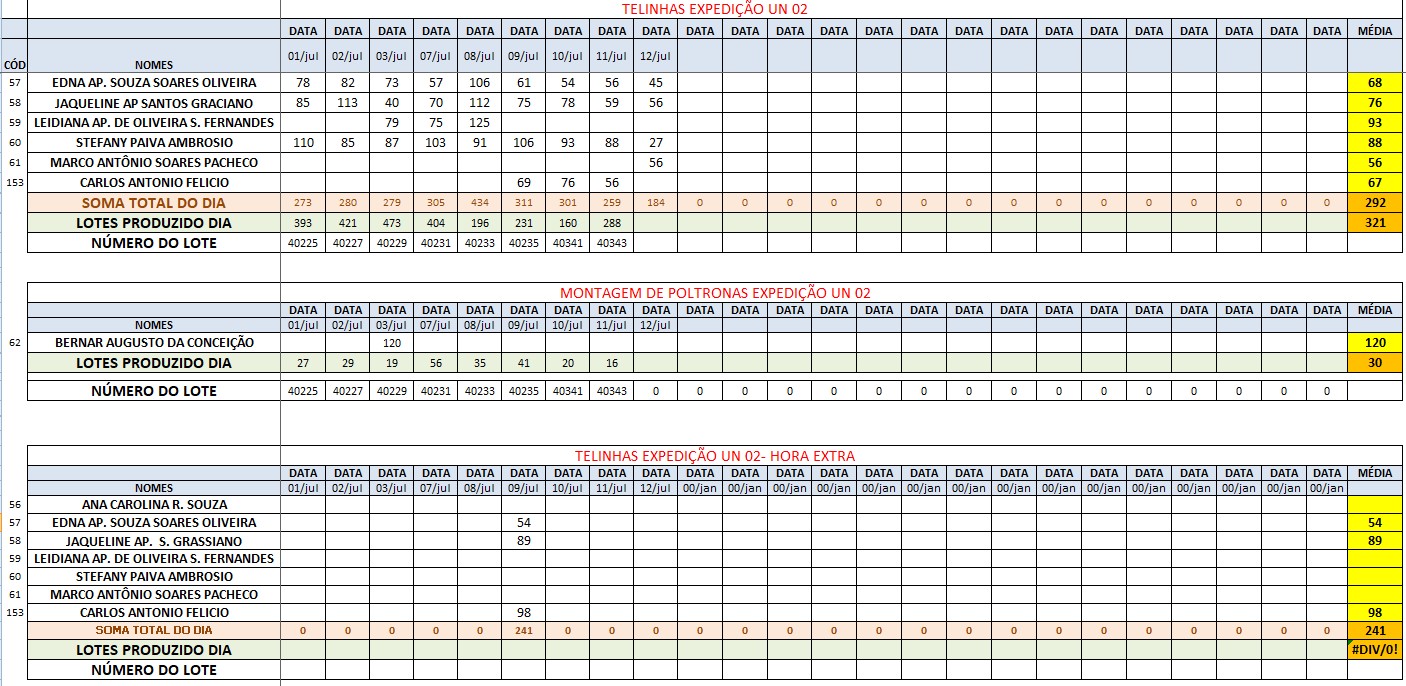 TELINHAS EXPEDIÇÃO UN 02
DATA DATA DATA DATA DATA DATA DATA DATA DATA DATA DATA DATA DATA DATA DATA DATA DATA DATA DATA DATA DATA DATA DATA DATA MÉDIA
CÓD NOMES 01/jul 02/jul 03/jul 07/jul 08/jul 09/jul 10/jul 11/jul 12/jul
57 EDNA AP. SOUZA SOARES OLIVEIRA 78 82 73 57 106 61 54 56 45 68
58 JAQUELINE AP SANTOS GRACIANO 85 113 40 70 112 75 78 59 56 76
59 LEIDIANA AP. DE OLIVEIRA S. FERNANDES 79 75 125 93
60 STEFANY PAIVA AMBROSIO 110 85 87 103 91 106 93 88 27 88
61 MARCO ANTÔNIO SOARES PACHECO 56 56
153 CARLOS ANTONIO FELICIO 69 76 56 67
SOMA TOTAL DO DIA 273 280 279 305 434 311 301 259 184 0 0 0 0 0 0 0 0 0 0 0 0 0 0 0 292
LOTES PRODUZIDO DIA 393 421 473 404 196 231 160 288 321
NÚMERO DO LOTE 40225 40227 40229 40231 40233 40235 40341 40343
MONTAGEM DE POLTRONAS EXPEDIÇÃO UN 02
DATA DATA DATA DATA DATA DATA DATA DATA DATA DATA DATA DATA DATA DATA DATA DATA DATA DATA DATA DATA DATA DATA DATA DATA MÉDIA
NOMES 01/jul 02/jul 03/jul 07/jul 08/jul 09/jul 10/jul 11/jul 12/jul
62 BERNAR AUGUSTO DA CONCEIÇÃO 120 120
LOTES PRODUZIDO DIA 27 29 19 56 35 41 20 16 30
NÚMERO DO LOTE 40225 40227 40229 40231 40233 40235 40341 40343 0 0 0 0 0 0 0 0 0 0 0 0 0 0 0 0
TELINHAS EXPEDIÇÃO UN 02- HORA EXTRA
DATA DATA DATA DATA DATA DATA DATA DATA DATA DATA DATA DATA DATA DATA DATA DATA DATA DATA DATA DATA DATA DATA DATA DATA MÉDIA
NOMES 01/jul 02/jul 03/jul 07/jul 08/jul 09/jul 10/jul 11/jul 12/jul 00/jan 00/jan 00/jan 00/jan 00/jan 00/jan 00/jan 00/jan 00/jan 00/jan 00/jan 00/jan 00/jan 00/jan 00/jan
56 ANA CAROLINA R. SOUZA
57 EDNA AP. SOUZA SOARES OLIVEIRA 54 54
58 JAQUELINE AP. S. GRASSIANO 89 89
59 LEIDIANA AP. DE OLIVEIRA S. FERNANDES
60 STEFANY PAIVA AMBROSIO
61 MARCO ANTÔNIO SOARES PACHECO
153 CARLOS ANTONIO FELICIO 98 98
SOMA TOTAL DO DIA 0 0 0 0 0 241 0 0 0 0 0 0 0 0 0 0 0 0 0 0 0 0 0 0 241
LOTES PRODUZIDO DIA #DIV/0!
NÚMERO DO LOTE